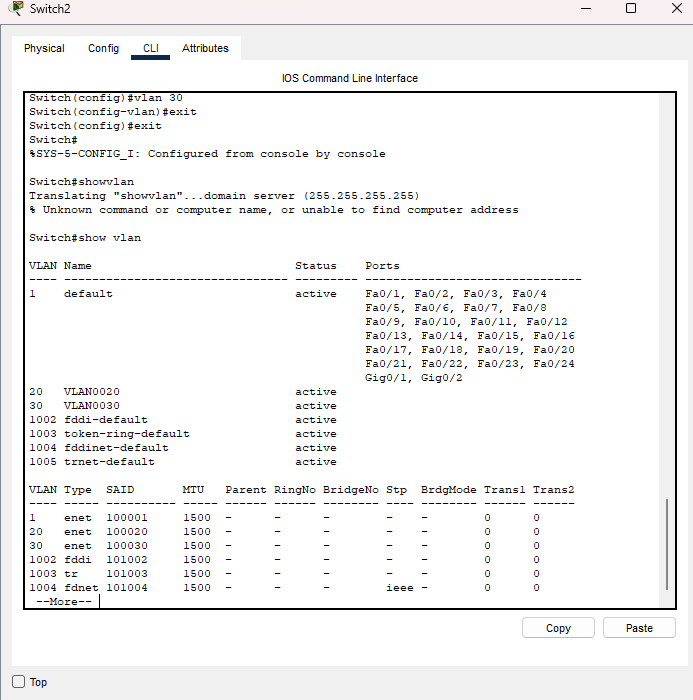 Switch2
Physical Config CLI Attributes
IOS Command Line Interface
Switch(config)#vlan 30
Switch(config-vlan)#exit
Switch(config)#exit
Switch#
%SYS-5-CONFIG_I: Configured from console by console
Switch#showvlan
Translating "showvlan"...domain server (255.255.255.255)
% Unknown command or computer name, or unable to find computer address
Switch#show vlan
VLAN Name                             Status    Ports
---- -------------------------------- --------- -------------------------------
1    default                          active    Fa0/1, Fa0/2, Fa0/3, Fa0/4
                                                Fa0/5, Fa0/6, Fa0/7, Fa0/8
                                                Fa0/9, Fa0/10, Fa0/11, Fa0/12
                                                Fa0/13, Fa0/14, Fa0/15, Fa0/16
                                                Fa0/17, Fa0/18, Fa0/19, Fa0/20
                                                Fa0/21, Fa0/22, Fa0/23, Fa0/24
                                                Gig0/1, Gig0/2
20   VLAN0020                         active
30   VLAN0030                         active
1002 fddi-default                     active
1003 token-ring-default               active
1004 fddinet-default                  active
1005 trnet-default                    active
VLAN Type  SAID       MTU   Parent RingNo BridgeNo Stp  BrdgMode Trans1 Trans2
---- ----- ---------- ----- ------ ------ -------- ---- -------- ------ ------
1    enet  100001     1500  -      -      -        -    -        0      0
20   enet  100020     1500  -      -      -        -    -        0      0
30   enet  100030     1500  -      -      -        -    -        0      0
1002 fddi  101002     1500  -      -      -        -    -        0      0
1003 tr    101003     1500  -      -      -        -    -        0      0
1004 fdnet 101004     1500  -      -      -        ieee -        0      0
 --More-- 
Copy Paste
Top